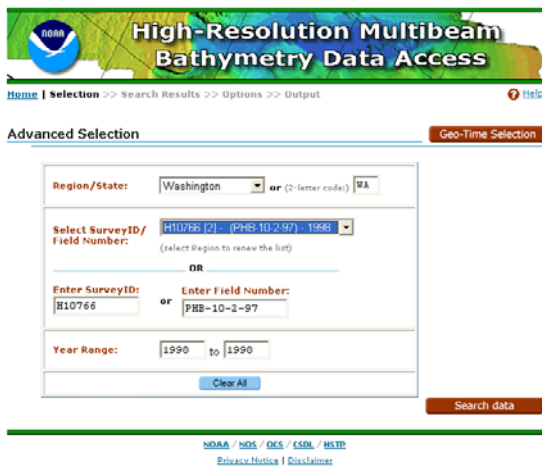 NOAA
High-Resolution Multibeam
Bathymetry Data Access
Home | Selection >> Search Results >> Options >> Output
Help
Advanced Selection
Geo-Time Selection
Region/State: Washington or (2-letter code:) WA
Select SurveyID/
Field Number:
H10766 [2] - (PHB-10-2-97) - 1998
(select Region to renew the list)
OR
Enter SurveyID: or Enter Field Number:
H10766
PHB-10-2-97
Year Range: 1998 to 1998
Clear All
Search data
NOAA / NOS / OCS / CSDL / HSTP
Privacy Notice | Disclaimer